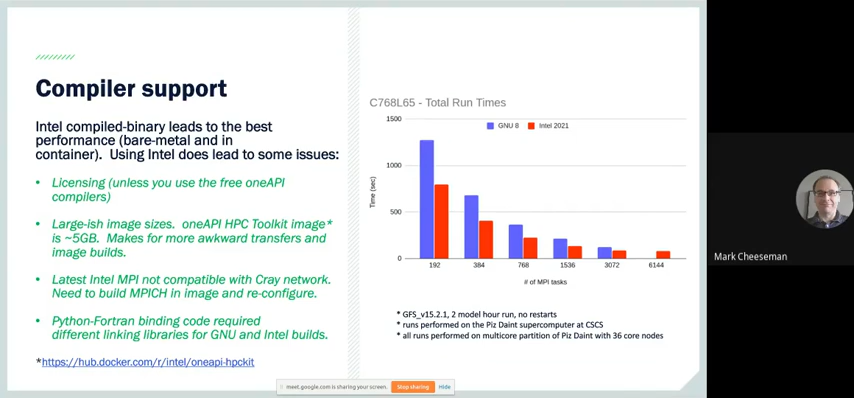 Compiler support
Intel compiled-binary leads to the best
performance (bare-metal and in
container). Using Intel does lead to some issues:
• Licensing (unless you use the free oneAPI
compilers)
• Large-ish image sizes. oneAPI HPC Toolkit image*
is ~5GB. Makes for more awkward transfers and
image builds.
• Latest Intel MPI not compatible with Cray network.
Need to build MPICH in image and re-configure.
• Python-Fortran binding code required
different linking libraries for GNU and Intel builds.
*https://hub.docker.com/r/intel/oneapi-hpckit
C768L65 - Total Run Times
GNU 8 Intel 2021
1500
1000
500
0
Time (sec)
192 384 768 1536 3072 6144
# of MPI tasks
* GFS_v15.2.1, 2 model hour run, no restarts
* runs performed on the Piz Daint supercomputer at CSCS
* all runs performed on multicore partition of Piz Daint with 36 core nodes
meet.google.com is sharing your screen. Stop sharing Hide
Mark Cheeseman